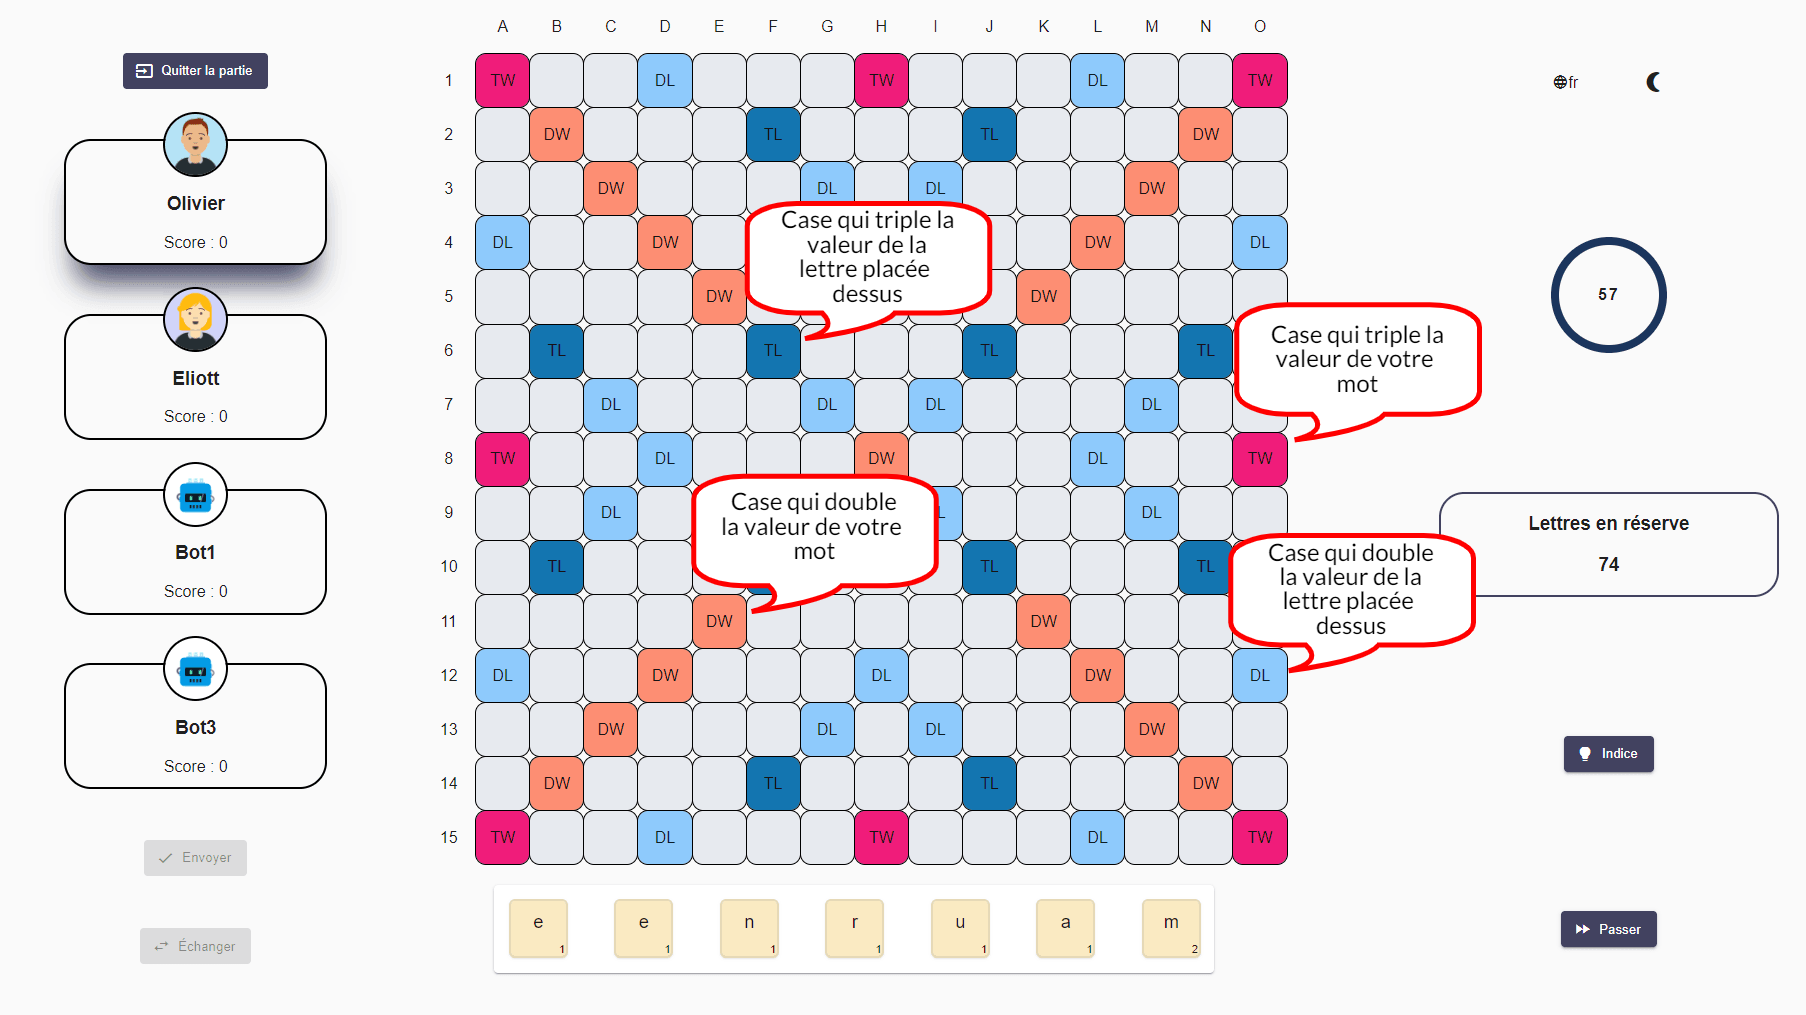 Quitter la partie
Olivier
Score : 0
Eliott
Score : 0
Bot1
Score : 0
Bot3
Score : 0
Envoyer
Échanger
A B C D E F G H I J K L M N O
1 TW DL TW DL TW
2 DW TL TL DW
3 DW DL DL DW
4 DL DW DW DL
5 DW DW
6 TL TL TL TL
7 DL DL DL DL
8 TW DL DW DL TW
9 DL DL
10 TL TL TL
11 DW DW
12 DL DW DL DW DL
13 DW DL DL DW
14 DW TL TL DW
15 TW DL TW DL TW
Case qui triple la
valeur de la
lettre placée
dessus
Case qui triple la
valeur de votre
mot
Case qui double
la valeur de votre
mot
Case qui double
la valeur de la
lettre placée
dessus
e 1 e 1 n 1 r 1 u 1 a 1 m 2
fr
57
Lettres en réserve
74
Indice
Passer